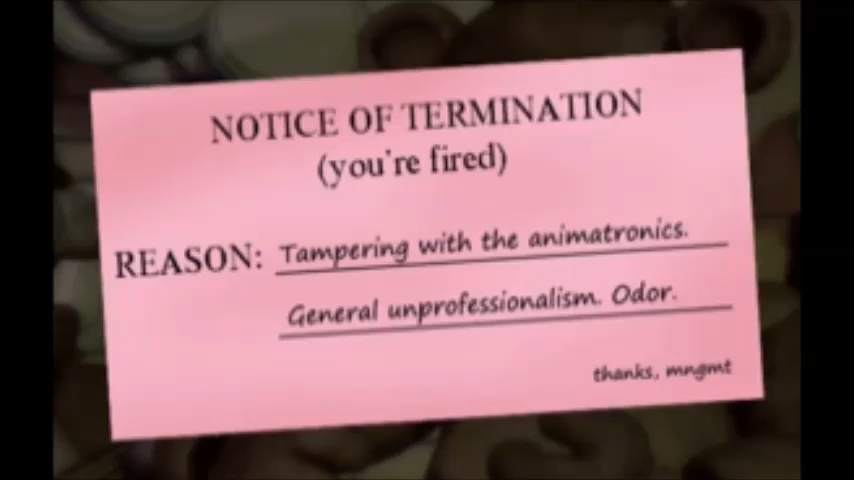 NOTICE OF TERMINATION
(you're fired)
REASON: Tampering with the animatronics.
General unprofessionalism. Odor.
thanks, mngmt